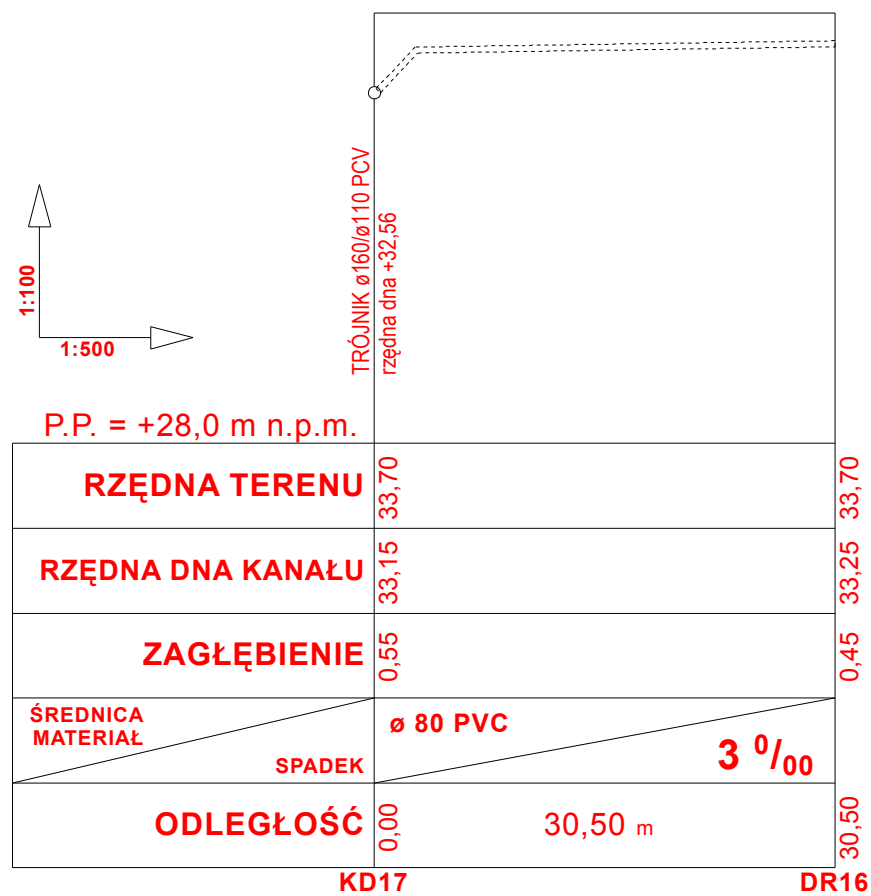 TRÓJNIK ø160/ø110 PCV
rzędna dna +32,56
1:100
1:500
P.P. = +28,0 m n.p.m.
RZĘDNA TERENU 33,70 33,70
RZĘDNA DNA KANAŁU 33,15 33,25
ZAGŁĘBIENIE 0,55 0,45
ŚREDNICA
MATERIAŁ
SPADEK
ø 80 PVC
3 0/00
ODLEGŁOŚĆ 0,00 30,50 m 30,50
KD17 DR16